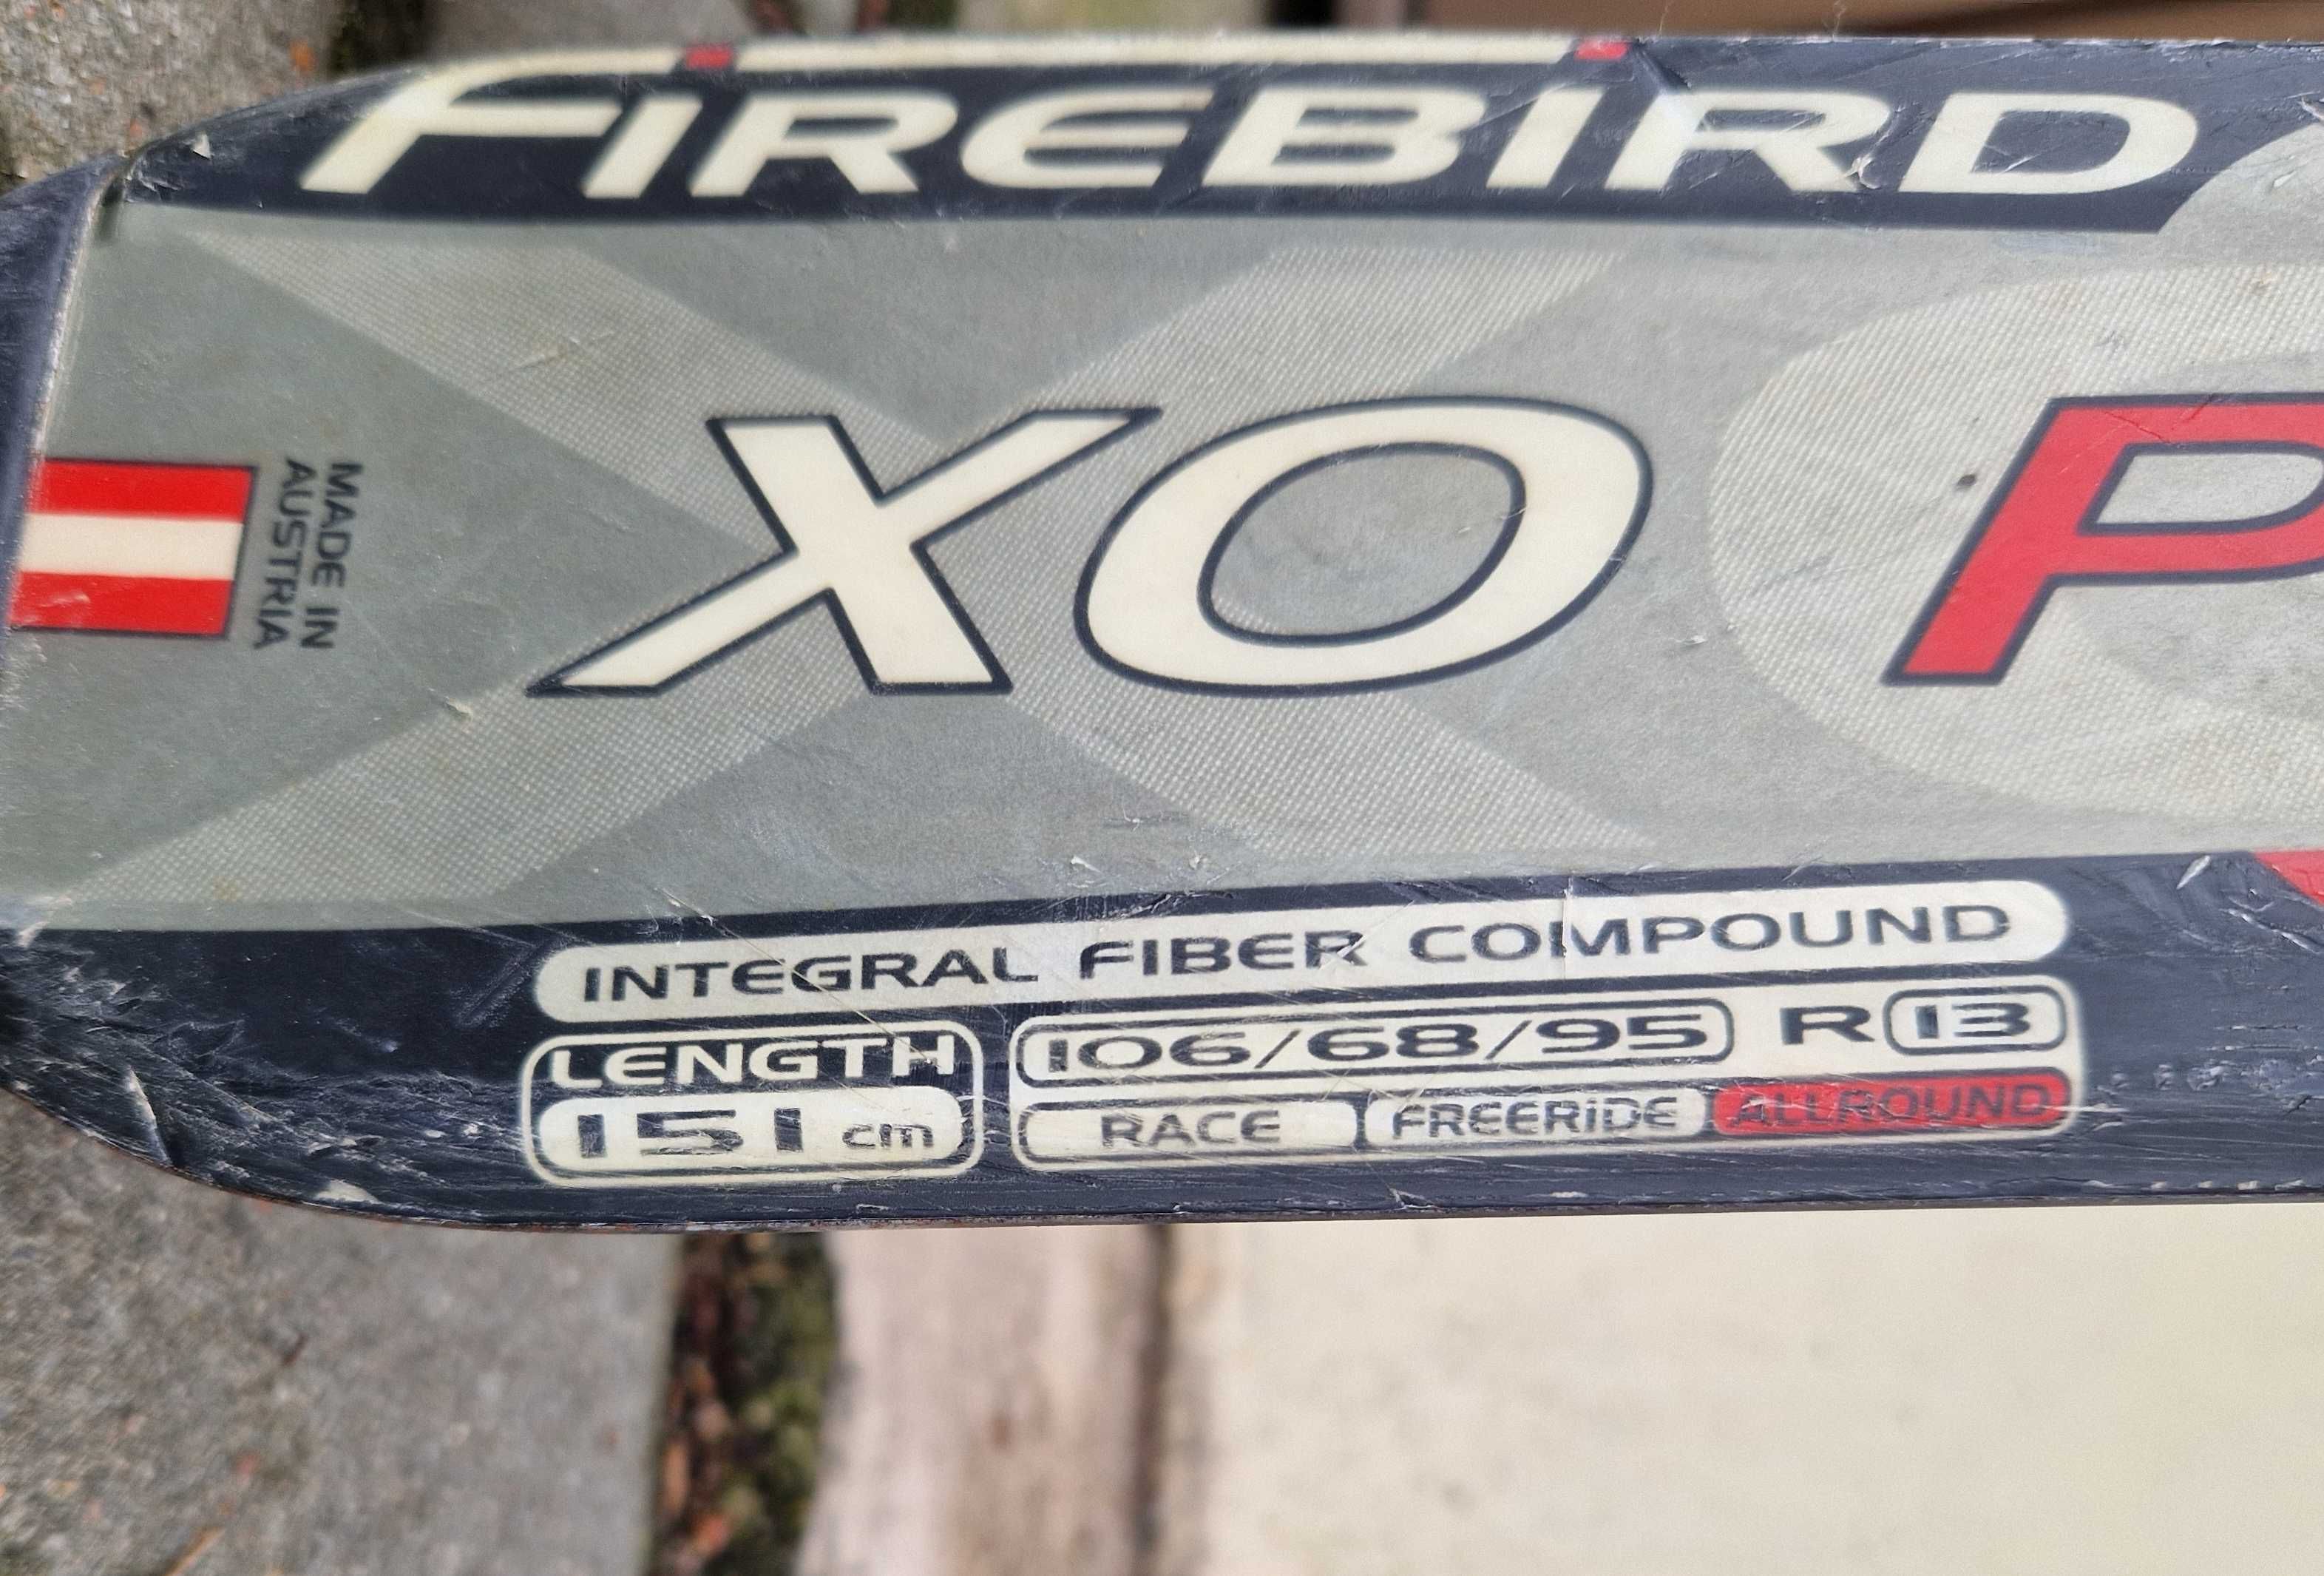 FiREBiRD
MADE IN
AUSTRIA
XO P
INTEGRAL FIBER COMPOUND
LENGTH
151 cm
106/68/95 R 13
RACE FREERiDE ALLROUND